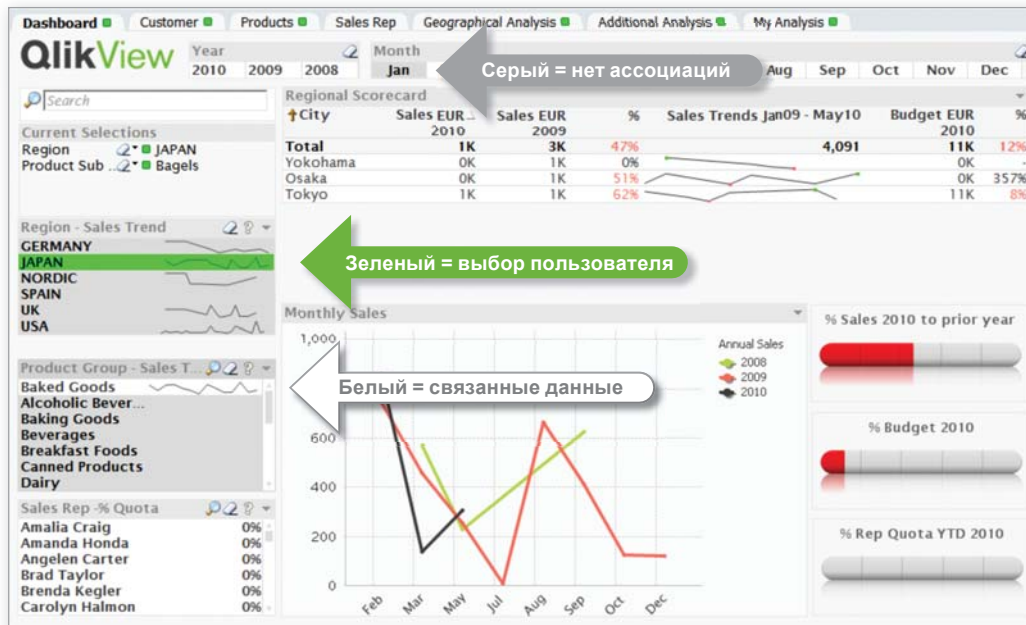 Dashboard Customer Products Sales Rep Geographical Analysis Additional Analysis My Analysis
QlikView
Year
2010 2009 2008
Month
Jan Aug Sep Oct Nov Dec
Серый = нет ассоциаций
Search
Current Selections
Region JAPAN
Product Sub .. Bagels
Regional Scorecard
City Sales EUR .. 2010 Sales EUR 2009 % Sales Trends Jan09 - May10 Budget EUR 2010 %
Total 1K 3K 47% 4,091 11K 12%
Yokohama 0K 1K 0% 0K -
Osaka 0K 1K 51% 0K 357%
Tokyo 1K 1K 62% 11K 8%
Region - Sales Trend
GERMANY
JAPAN
NORDIC
SPAIN
UK
USA
Зеленый = выбор пользователя
Product Group - Sales T...
Baked Goods
Alcoholic Bever...
Baking Goods
Beverages
Breakfast Foods
Canned Products
Dairy
Белый = связанные данные
Sales Rep -% Quota
Amalia Craig 0%
Amanda Honda 0%
Angelen Carter 0%
Brad Taylor 0%
Brenda Kegler 0%
Carolyn Halmon 0%
Monthly Sales
1,000
600
400
200
0
Feb Mar May Jul Aug Sep Oct Dec
Annual Sales
2008
2009
2010
% Sales 2010 to prior year
% Budget 2010
% Rep Quota YTD 2010